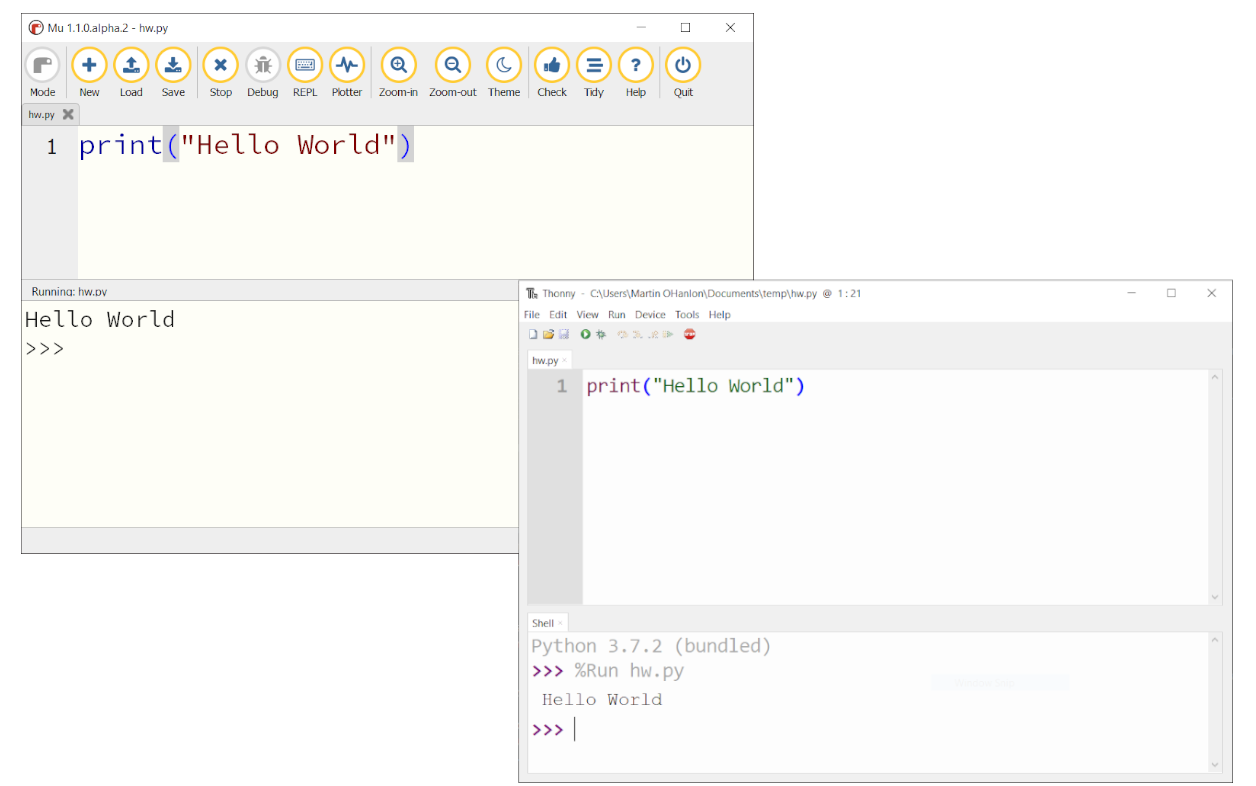 Mu 1.1.0.alpha.2 - hw.py
Mode New Load Save Stop Debug REPL Plotter Zoom-in Zoom-out Theme Check Tidy Help Quit
hw.py
1 print("Hello World")
Running: hw.py
Hello World
>>>
Thonny - C:\Users\Martin OHanlon\Documents\temp\hw.py @ 1:21
File Edit View Run Device Tools Help
hw.py
1 print("Hello World")
Shell
Python 3.7.2 (bundled)
>>> %Run hw.py
Hello World
>>>